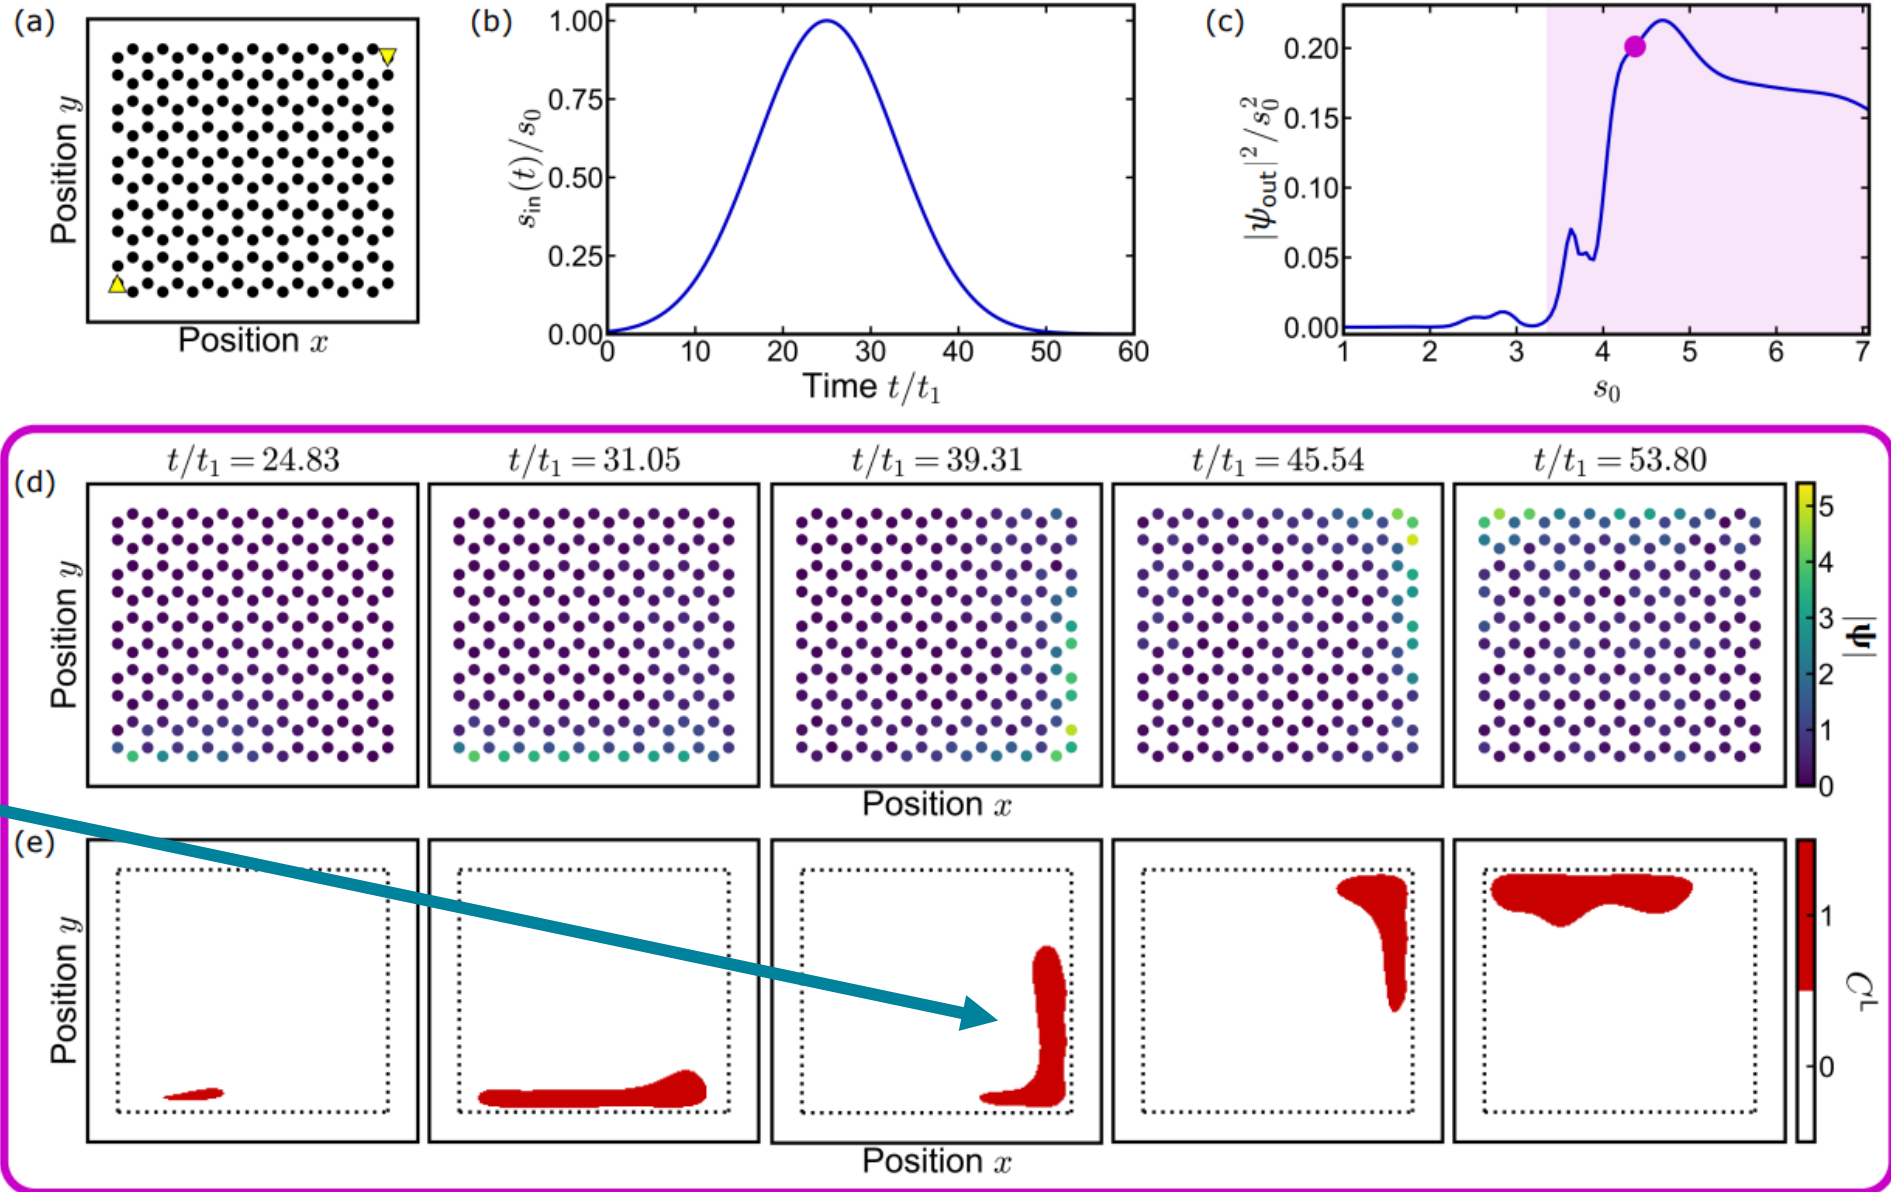 (a)
Position y
Position x
(b)
s_in(t)/s_0
1.00
0.75
0.50
0.25
0.00
0 10 20 30 40 50 60
Time t/t_1
(c)
|ψ_out|^2/s_0^2
0.20
0.15
0.10
0.05
0.00
1 2 3 4 5 6 7
s_0
(d)
t/t_1 = 24.83
t/t_1 = 31.05
t/t_1 = 39.31
t/t_1 = 45.54
t/t_1 = 53.80
Position y
Position x
5
4
3
2
1
0
|Ψ|
(e)
Position y
Position x
1
0
C^L